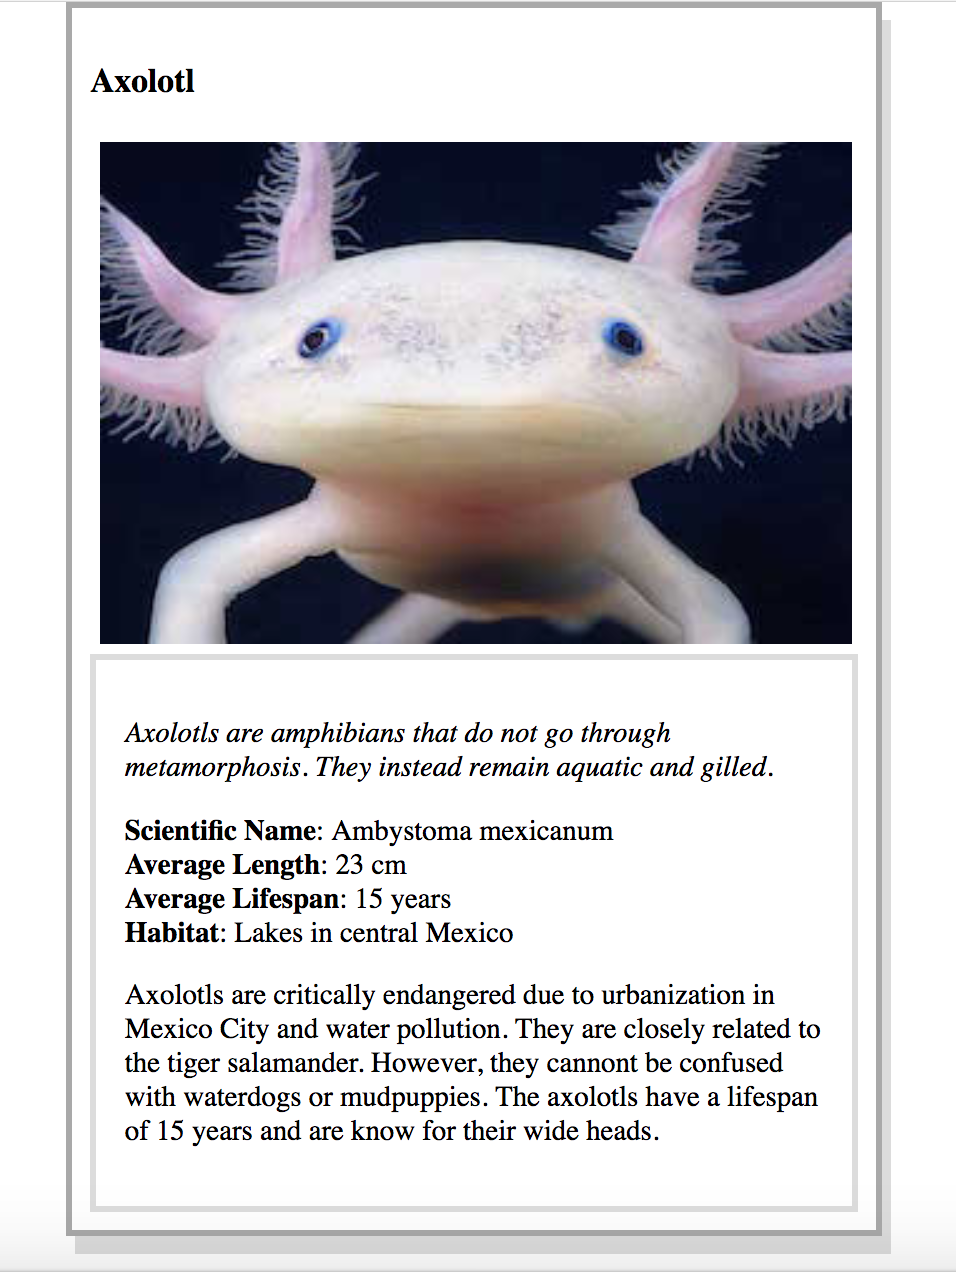 Axolotl
Axolotls are amphibians that do not go through
metamorphosis. They instead remain aquatic and gilled.
Scientific Name: Ambystoma mexicanum
Average Length: 23 cm
Average Lifespan: 15 years
Habitat: Lakes in central Mexico
Axolotls are critically endangered due to urbanization in
Mexico City and water pollution. They are closely related to
the tiger salamander. However, they cannont be confused
with waterdogs or mudpuppies. The axolotls have a lifespan
of 15 years and are know for their wide heads.